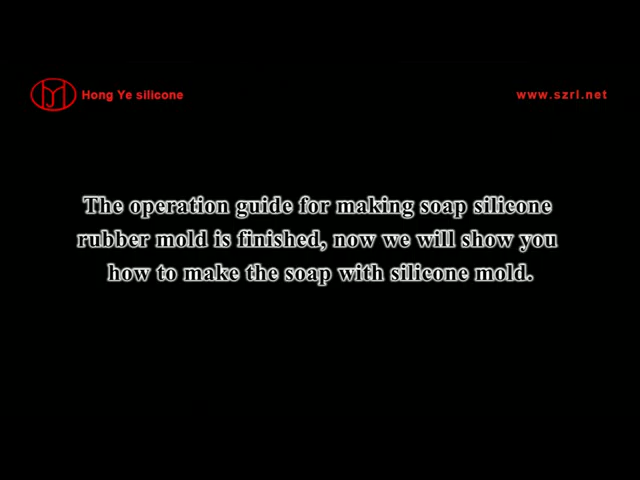 Hong Ye silicone
www.szrl.net
The operation guide for making soap silicone
rubber mold is finished, now we will show you
how to make the soap with silicone mold.